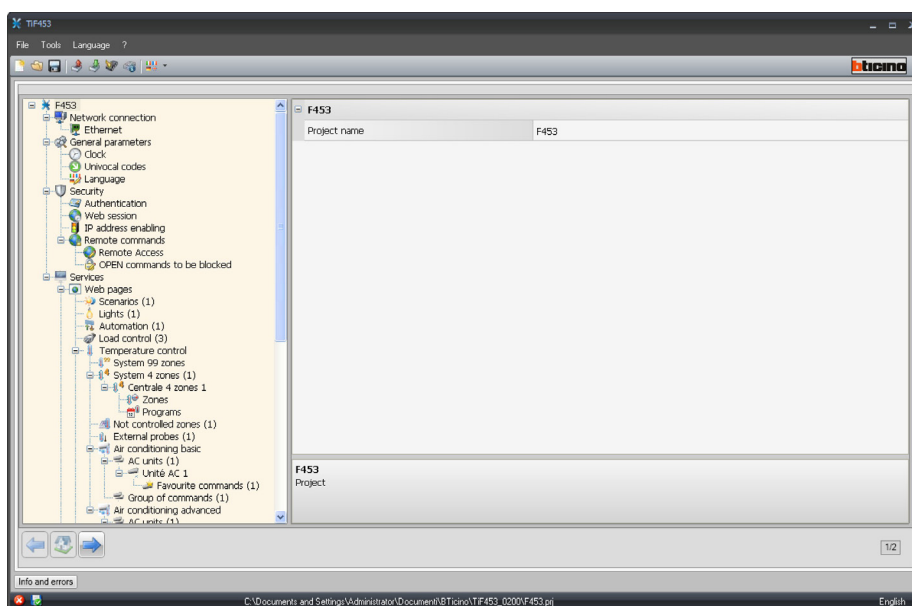 TiF453
File Tools Language ?
bticino
F453
Network connection
Ethernet
General parameters
Clock
Univocal codes
Language
Security
Authentication
Web session
IP address enabling
Remote commands
Remote Access
OPEN commands to be blocked
Services
Web pages
Scenarios (1)
Lights (1)
Automation (1)
Load control (3)
Temperature control
System 99 zones
System 4 zones (1)
Centrale 4 zones 1
Zones
Programs
Not controlled zones (1)
External probes (1)
Air conditioning basic
AC units (1)
Unité AC 1
Favourite commands (1)
Group of commands (1)
Air conditioning advanced
AC units (1)
F453
Project name F453
F453
Project
1/2
Info and errors
C:\Documents and Settings\Administrator\Documenti\BTicino\TiF453_0200\F453.prj English